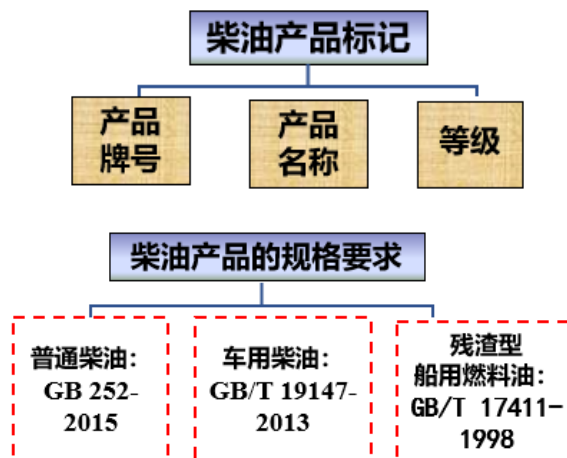 柴油产品标记
产品
牌号
产品
名称
等级
柴油产品的规格要求
普通柴油：
GB 252-
2015
车用柴油：
GB/T 19147-
2013
残渣型
船用燃料油：
GB/T 17411-
1998